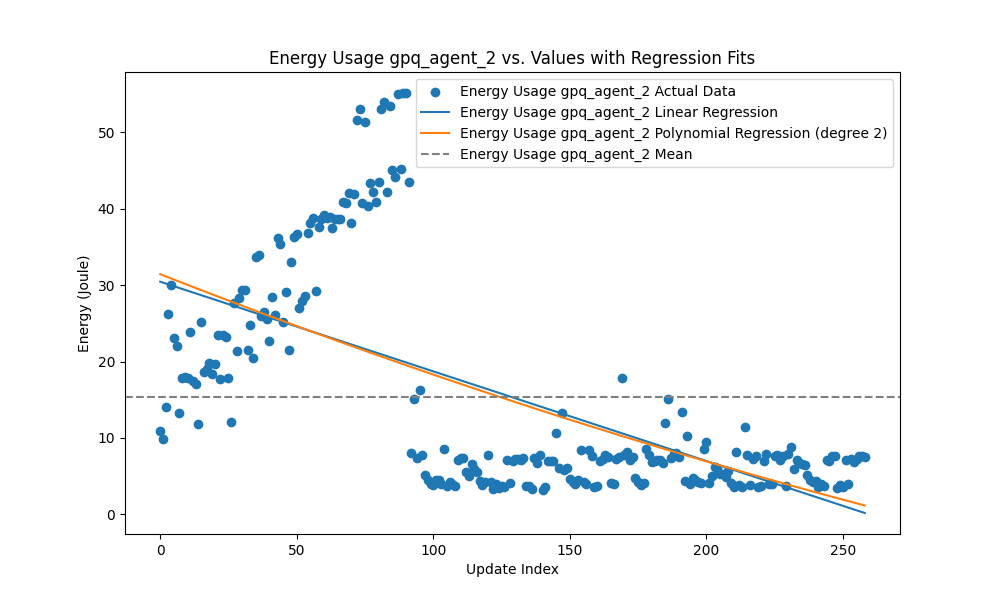 Energy Usage gpq_agent_2 vs. Values with Regression Fits
Energy Usage gpq_agent_2 Actual Data
Energy Usage gpq_agent_2 Linear Regression
Energy Usage gpq_agent_2 Polynomial Regression (degree 2)
Energy Usage gpq_agent_2 Mean
Energy (Joule)
50
40
30
20
10
0
0 50 100 150 200 250
Update Index